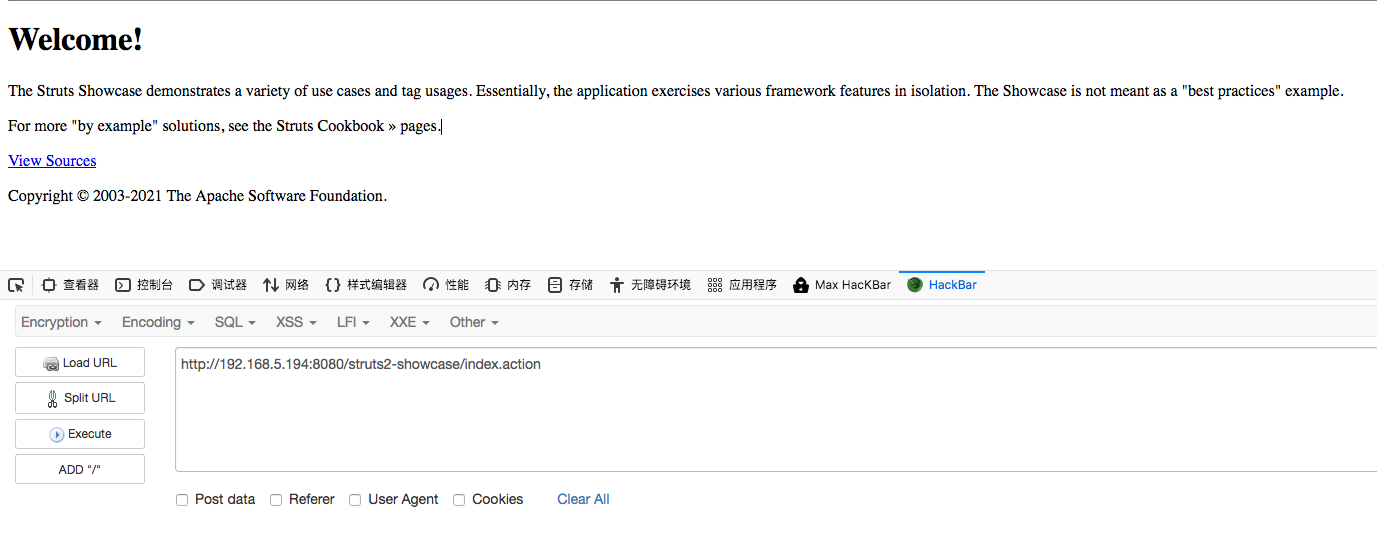 Welcome!
The Struts Showcase demonstrates a variety of use cases and tag usages. Essentially, the application exercises various framework features in isolation. The Showcase is not meant as a "best practices" example.
For more "by example" solutions, see the Struts Cookbook » pages.
View Sources
Copyright © 2003-2021 The Apache Software Foundation.
查看器 控制台 调试器 网络 样式编辑器 性能 内存 存储 无障碍环境 应用程序 Max HacKBar HackBar
Encryption Encoding SQL XSS LFI XXE Other
Load URL
http://192.168.5.194:8080/struts2-showcase/index.action
Split URL
Execute
ADD "/"
Post data Referer User Agent Cookies Clear All